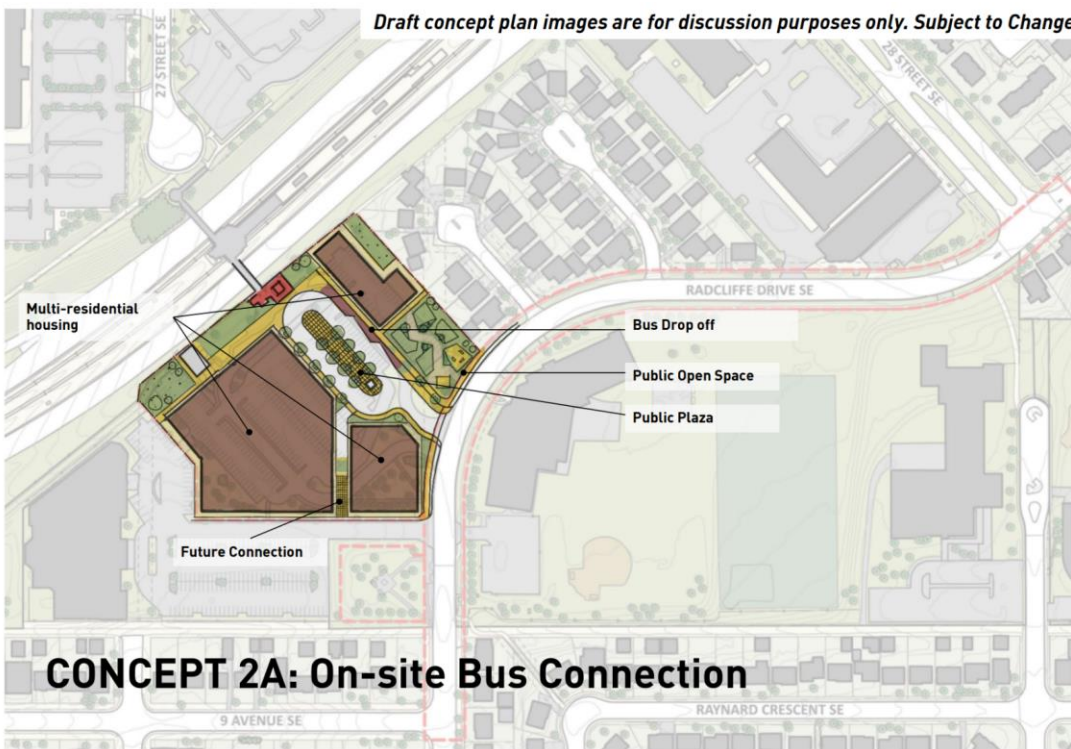 Draft concept plan images are for discussion purposes only. Subject to Change
27 STREET SE
28 STREET SE
RADCLIFFE DRIVE SE
Multi-residential
housing
Bus Drop off
Public Open Space
Public Plaza
Future Connection
CONCEPT 2A: On-site Bus Connection
9 AVENUE SE
RAYNARD CRESCENT SE